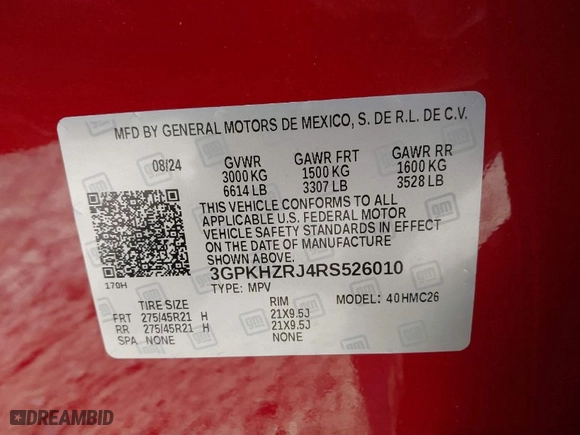 MFD BY GENERAL MOTORS DE MEXICO, S. DE R.L. DE C.V.
08/24 GVWR GAWR FRT GAWR RR
3000 KG 1500 KG 1600 KG
6614 LB 3307 LB 3528 LB
THIS VEHICLE CONFORMS TO ALL
APPLICABLE U.S. FEDERAL MOTOR
VEHICLE SAFETY STANDARDS IN EFFECT
ON THE DATE OF MANUFACTURE
SHOWN ABOVE.
170H 3GPKHZRJ4RS526010
TYPE: MPV MODEL: 40HMC26
TIRE SIZE RIM
FRT 275/45R21 H 21X9.5J
RR 275/45R21 H 21X9.5J
SPA NONE NONE
gm
DREAMBID